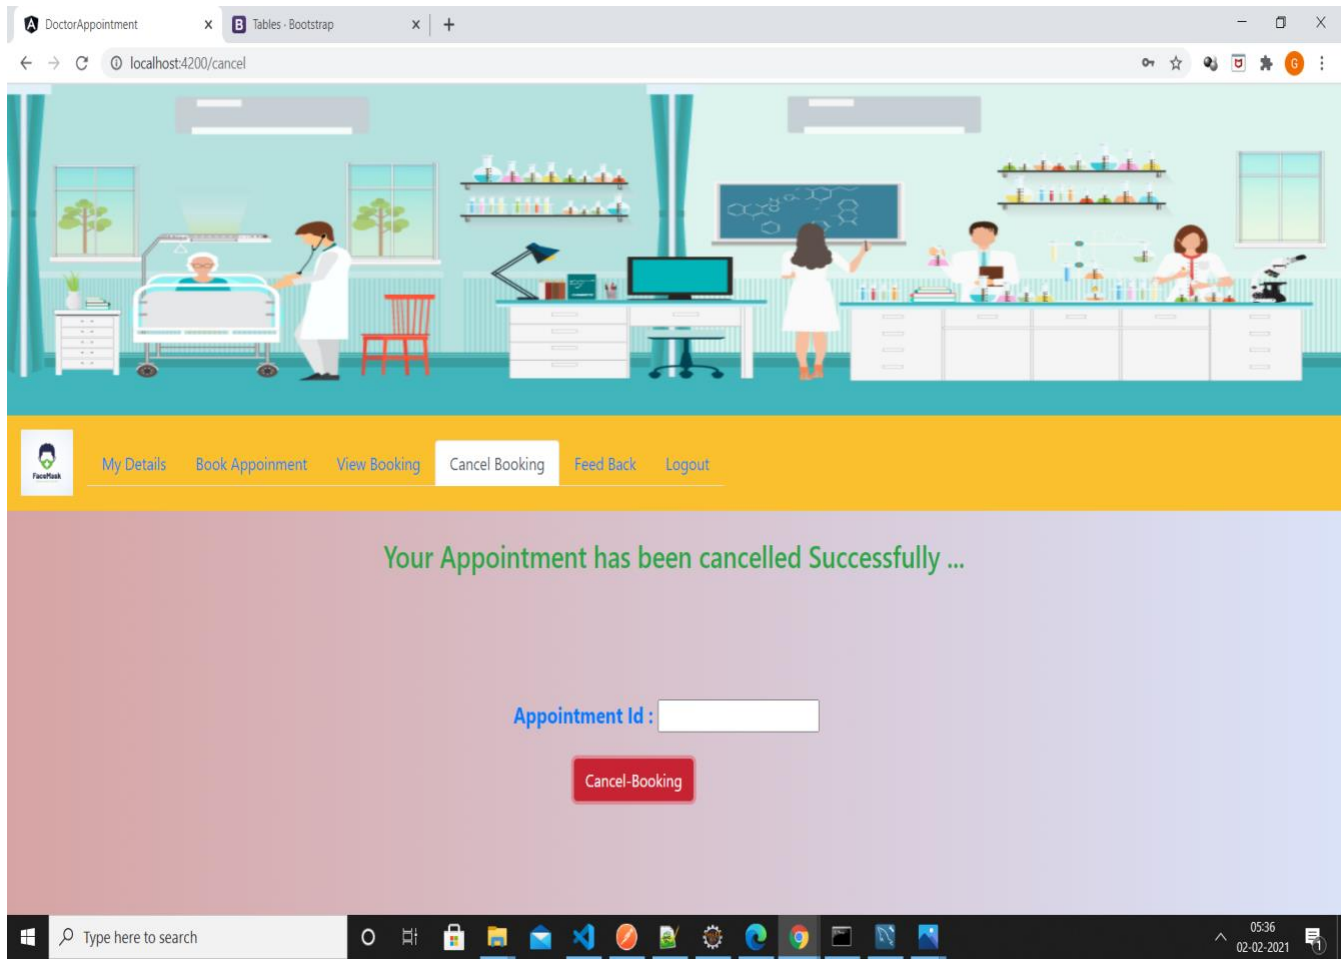 DoctorAppointment
Tables - Bootstrap
localhost:4200/cancel
G
FaceMask
My Details
Book Appoinment
View Booking
Cancel Booking
Feed Back
Logout
Your Appointment has been cancelled Successfully ...
Appointment Id :
Cancel-Booking
Type here to search
05:36
02-02-2021
1